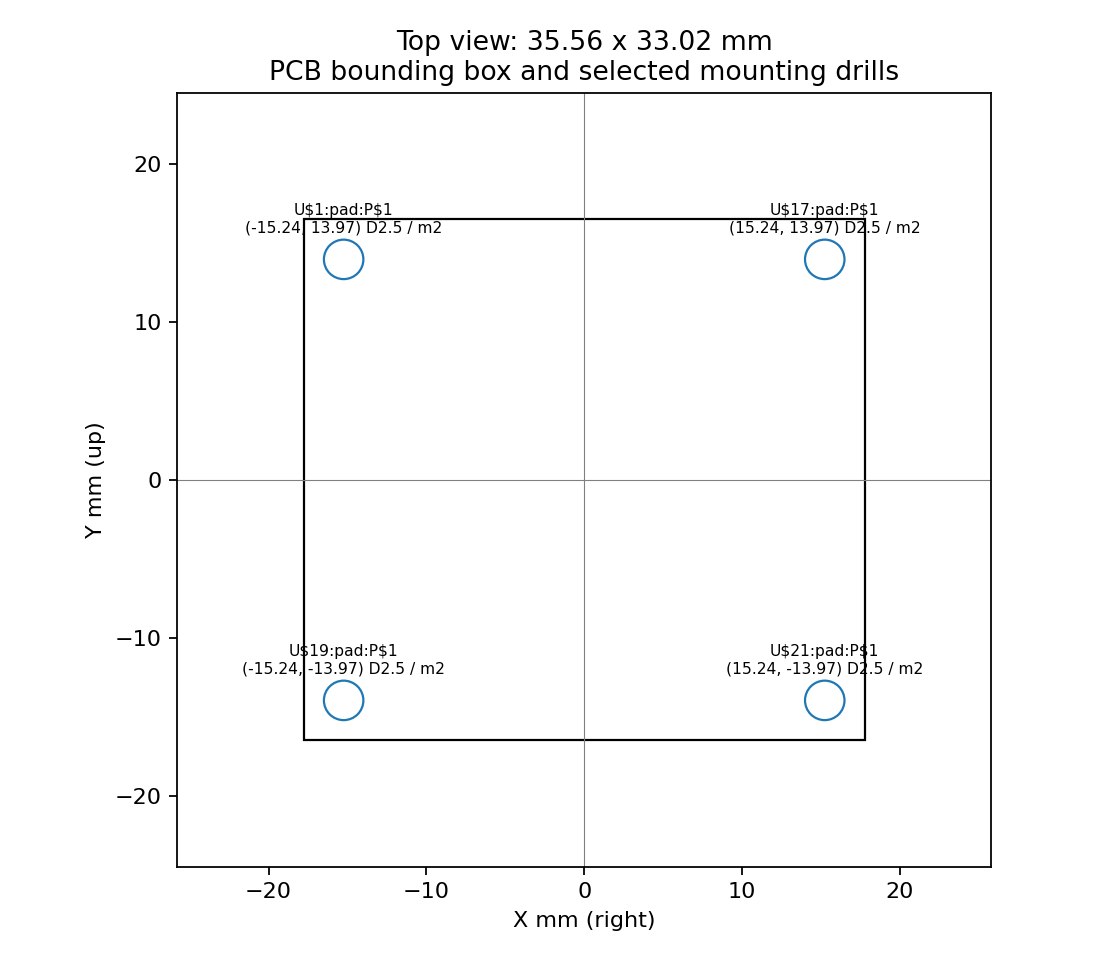 Top view: 35.56 x 33.02 mm
PCB bounding box and selected mounting drills
20
U$1:pad:P$1
(-15.24, 13.97) D2.5 / m2
U$17:pad:P$1
(15.24, 13.97) D2.5 / m2
10
Y mm (up)
0
−10
U$19:pad:P$1
(-15.24, -13.97) D2.5 / m2
U$21:pad:P$1
(15.24, -13.97) D2.5 / m2
−20
−20 −10 0 10 20
X mm (right)